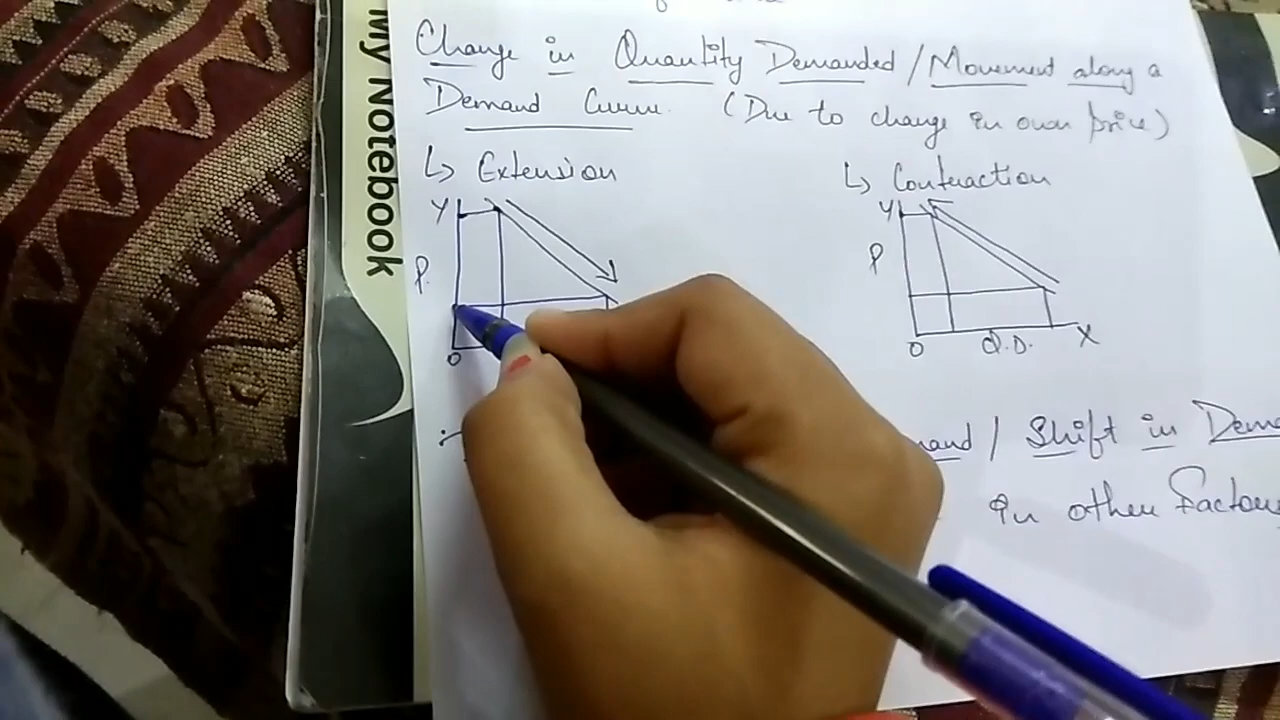 Change in Quantity Demanded / Movement along a
Demand Curve. (Due to change in own price)
↳ Extension
↳ Contraction
Y
P.
O
Y
P
O
Q.D.
X
mand / Shift in Dem
in other Factors
My Notebook